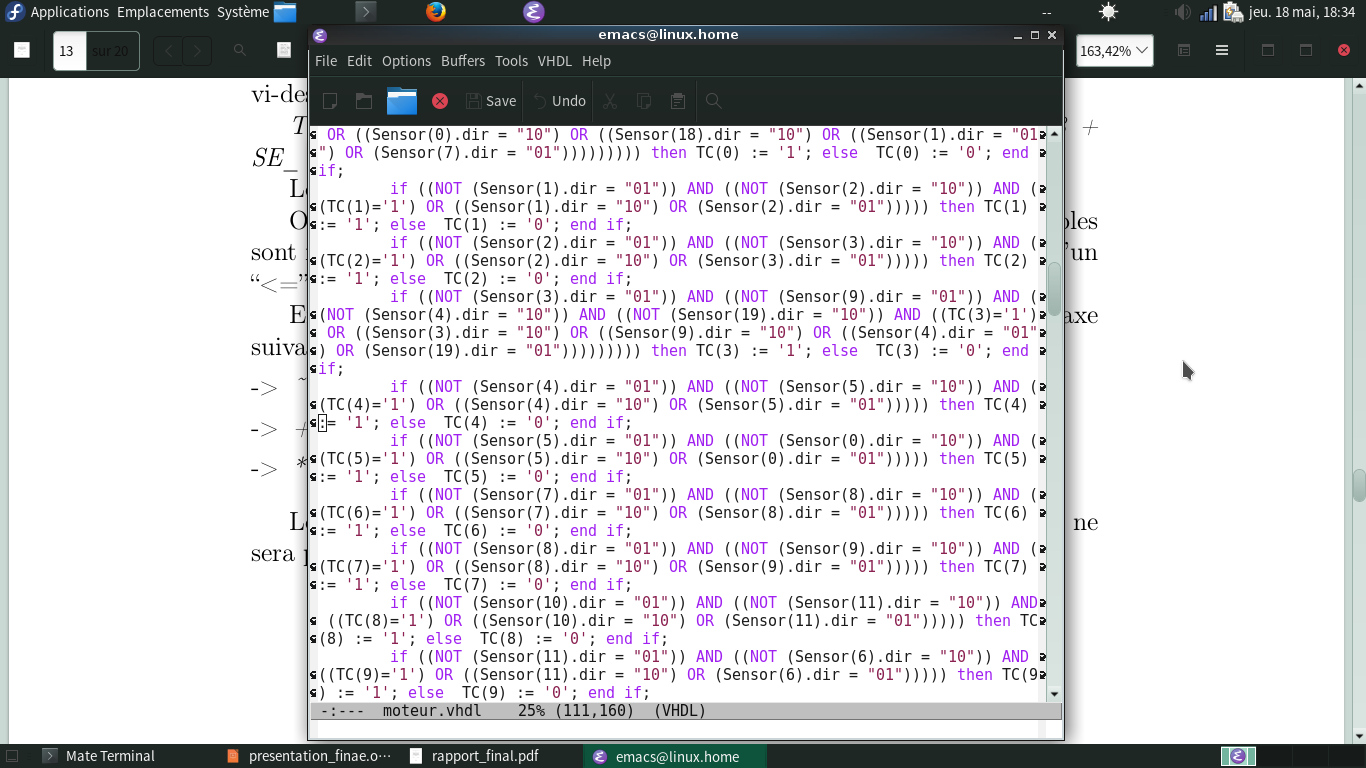 Applications Emplacements Système -- jeu. 18 mai, 18:34
emacs@linux.home
13 sur 20 163,42%
File Edit Options Buffers Tools VHDL Help
Save Undo
vi-des
T +
SE_
O bles
sont d'un
“<=”
E axe
suiva
-> ~
-> +
-> *
ne
sera p
OR ((Sensor(0).dir = "10") OR ((Sensor(18).dir = "10") OR ((Sensor(1).dir = "01
") OR (Sensor(7).dir = "01"))))))))) then TC(0) := '1'; else  TC(0) := '0'; end
if;
if ((NOT (Sensor(1).dir = "01")) AND ((NOT (Sensor(2).dir = "10")) AND (
(TC(1)='1') OR ((Sensor(1).dir = "10") OR (Sensor(2).dir = "01"))))) then TC(1)
:= '1'; else  TC(1) := '0'; end if;
if ((NOT (Sensor(2).dir = "01")) AND ((NOT (Sensor(3).dir = "10")) AND (
(TC(2)='1') OR ((Sensor(2).dir = "10") OR (Sensor(3).dir = "01"))))) then TC(2)
:= '1'; else  TC(2) := '0'; end if;
if ((NOT (Sensor(3).dir = "01")) AND ((NOT (Sensor(9).dir = "01")) AND (
(NOT (Sensor(4).dir = "10")) AND ((NOT (Sensor(19).dir = "10")) AND ((TC(3)='1')
OR ((Sensor(3).dir = "10") OR ((Sensor(9).dir = "10") OR ((Sensor(4).dir = "01"
) OR (Sensor(19).dir = "01"))))))))) then TC(3) := '1'; else  TC(3) := '0'; end
if;
if ((NOT (Sensor(4).dir = "01")) AND ((NOT (Sensor(5).dir = "10")) AND (
(TC(4)='1') OR ((Sensor(4).dir = "10") OR (Sensor(5).dir = "01"))))) then TC(4)
:= '1'; else  TC(4) := '0'; end if;
if ((NOT (Sensor(5).dir = "01")) AND ((NOT (Sensor(0).dir = "10")) AND (
(TC(5)='1') OR ((Sensor(5).dir = "10") OR (Sensor(0).dir = "01"))))) then TC(5)
:= '1'; else  TC(5) := '0'; end if;
if ((NOT (Sensor(7).dir = "01")) AND ((NOT (Sensor(8).dir = "10")) AND (
(TC(6)='1') OR ((Sensor(7).dir = "10") OR (Sensor(8).dir = "01"))))) then TC(6)
:= '1'; else  TC(6) := '0'; end if;
if ((NOT (Sensor(8).dir = "01")) AND ((NOT (Sensor(9).dir = "10")) AND (
(TC(7)='1') OR ((Sensor(8).dir = "10") OR (Sensor(9).dir = "01"))))) then TC(7)
:= '1'; else  TC(7) := '0'; end if;
if ((NOT (Sensor(10).dir = "01")) AND ((NOT (Sensor(11).dir = "10")) AND
((TC(8)='1') OR ((Sensor(10).dir = "10") OR (Sensor(11).dir = "01"))))) then TC
(8) := '1'; else  TC(8) := '0'; end if;
if ((NOT (Sensor(11).dir = "01")) AND ((NOT (Sensor(6).dir = "10")) AND
((TC(9)='1') OR ((Sensor(11).dir = "10") OR (Sensor(6).dir = "01"))))) then TC(9
) := '1'; else  TC(9) := '0'; end if;
-:---  moteur.vhdl    25% (111,160)  (VHDL)
Mate Terminal presentation_finae.o··· rapport_final.pdf emacs@linux.home